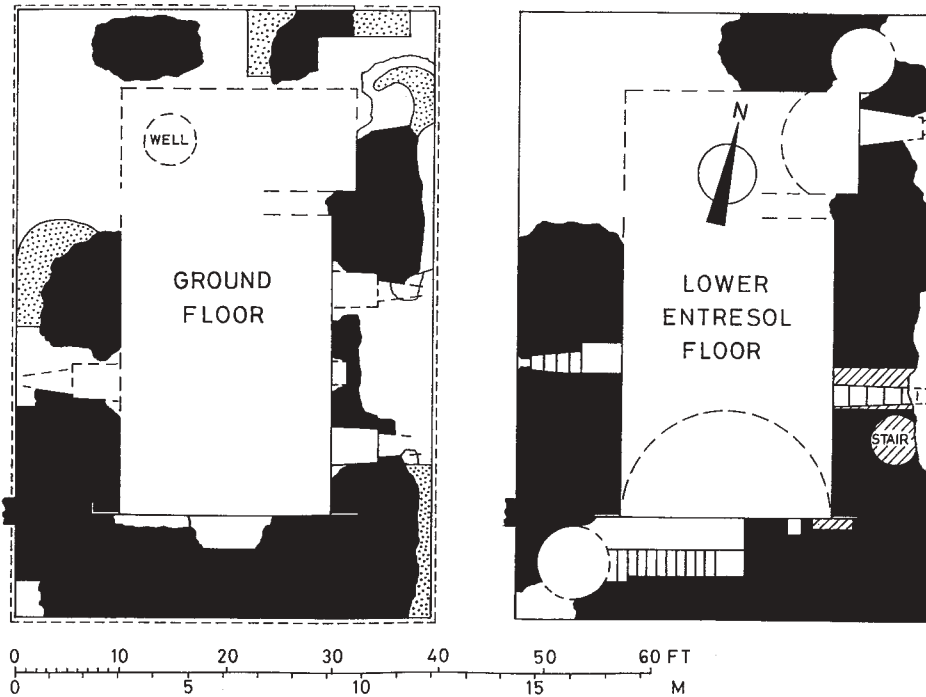 WELL
GROUND
FLOOR
N
LOWER
ENTRESOL
FLOOR
STAIR
0 10 20 30 40 50 60 FT
0 5 10 15 M